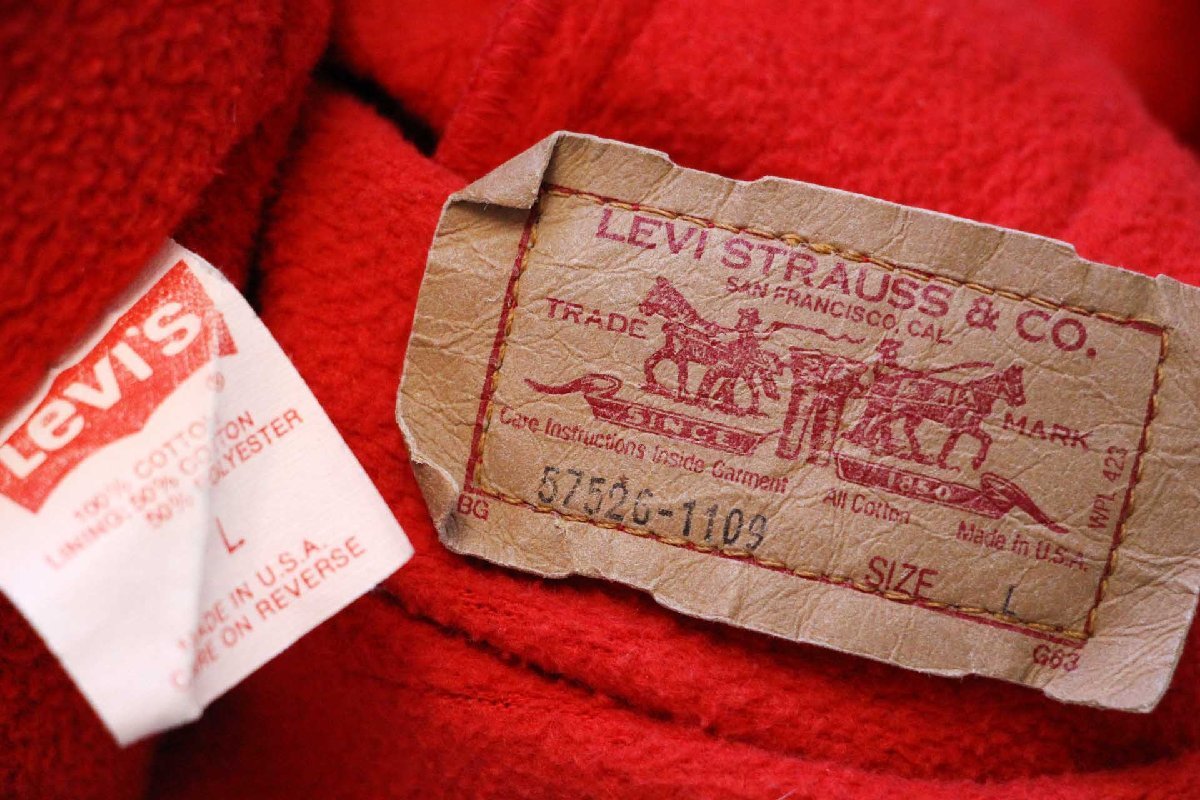 Levi's
®
100% COTTON
LINING: 50% COTTON
50% POLYESTER
L
MADE IN U.S.A.
CARE ON REVERSE
LEVI STRAUSS & CO.
SAN FRANCISCO, CAL
TRADE MARK
SINCE 1850
Care Instructions Inside Garment
All Cotton
Made in U.S.A.
WPL 423
57526-1109
SIZE L
BG
G63